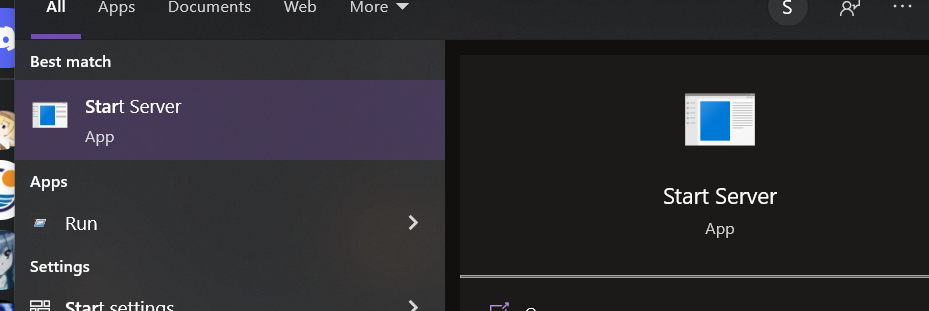 All Apps Documents Web More S
Best match
Start Server
App
Apps
Run
Settings
Start settings
Start Server
App